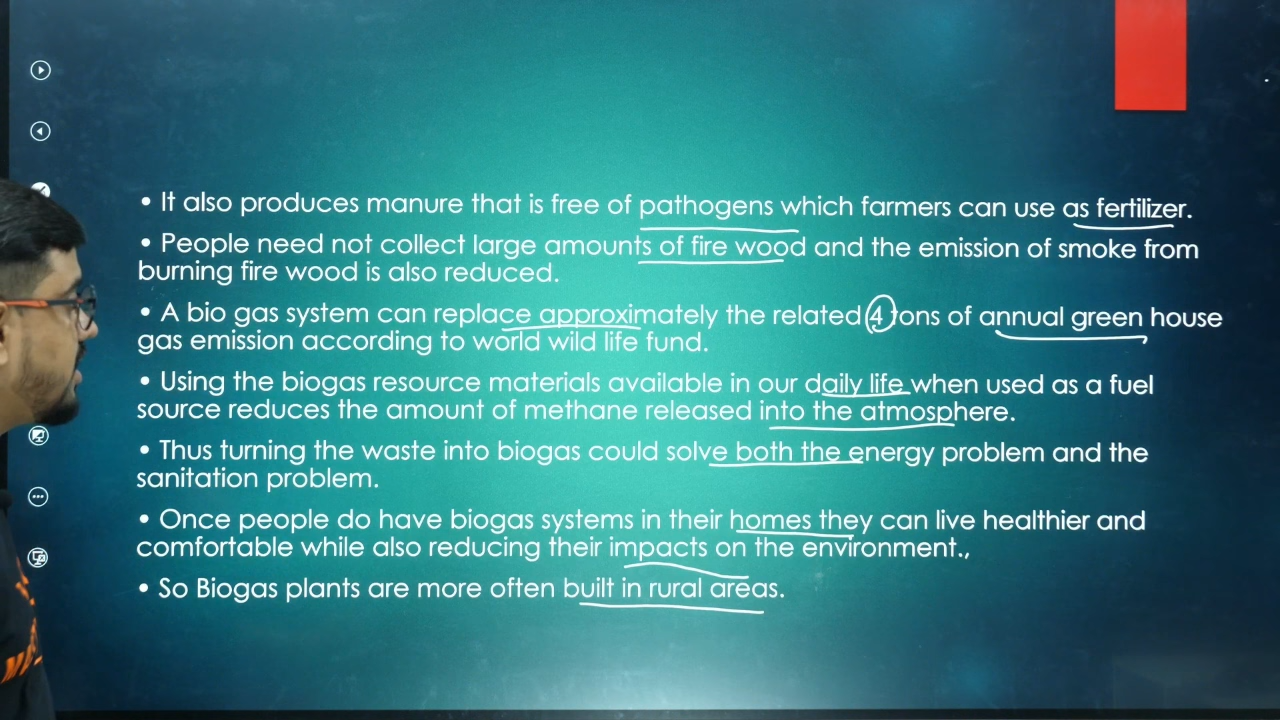 • It also produces manure that is free of pathogens which farmers can use as fertilizer.
• People need not collect large amounts of fire wood and the emission of smoke from
burning fire wood is also reduced.
• A bio gas system can replace approximately the related 4 tons of annual green house
gas emission according to world wild life fund.
• Using the biogas resource materials available in our daily life when used as a fuel
source reduces the amount of methane released into the atmosphere.
• Thus turning the waste into biogas could solve both the energy problem and the
sanitation problem.
• Once people do have biogas systems in their homes they can live healthier and
comfortable while also reducing their impacts on the environment.,
• So Biogas plants are more often built in rural areas.